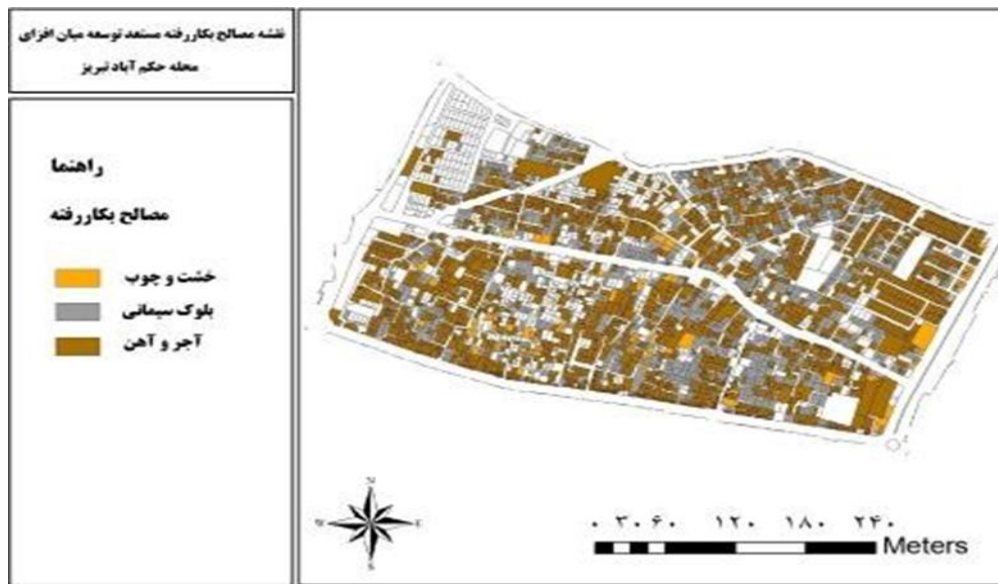 نقشه مصالح بکاررفته مستعد توسعه میان افزای
محله حکم آباد تبریز
راهنما
مصالح بکاررفته
خشت و چوب
بلوک سیمانی
آجر و آهن
N
W E
S
۰ ۳۰ ۶۰ ۱۲۰ ۱۸۰ ۲۴۰
Meters